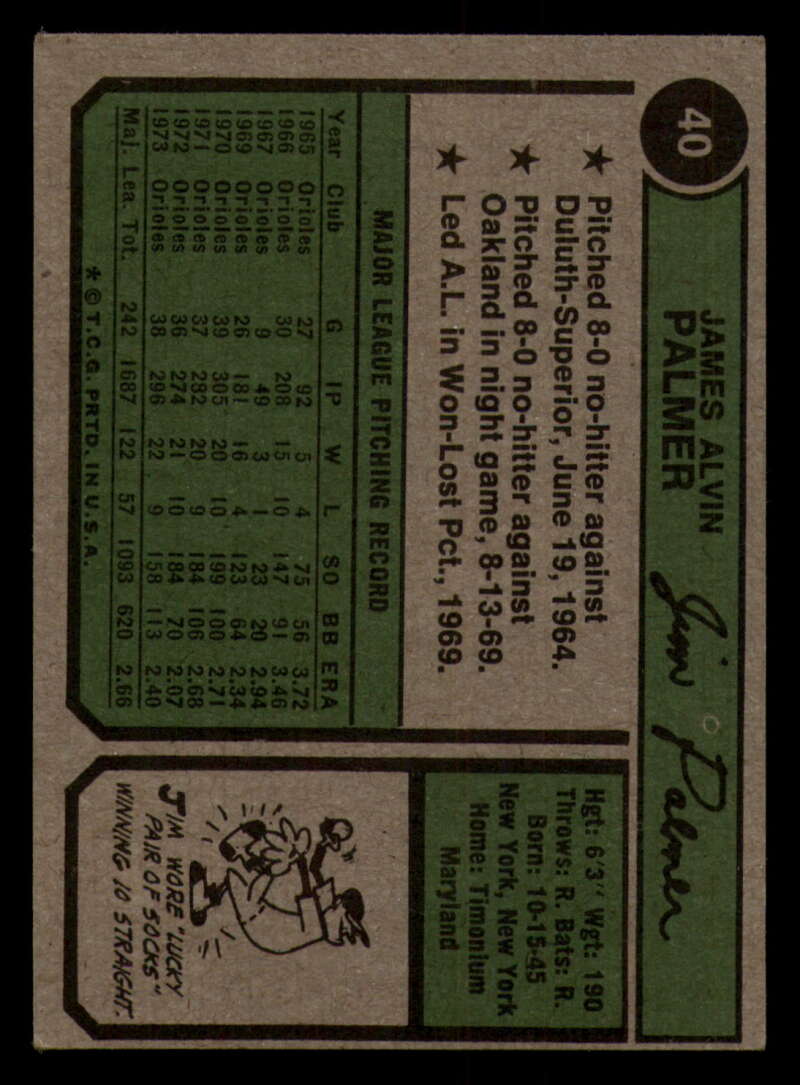 40
JAMES ALVIN
PALMER
Jim Palmer
★ Pitched 8-0 no-hitter against
Duluth-Superior, June 19, 1964.
★ Pitched 8-0 no-hitter against
Oakland in night game, 8-13-69.
★ Led A.L. in Won-Lost Pct., 1969.
Hgt: 6'3" Wgt: 190
Throws: R. Bats: R.
Born: 10-15-45
New York, New York
Home: Timonium
Maryland
MAJOR LEAGUE PITCHING RECORD
Year Club G IP W L SO BB ERA
1965 Orioles 27 92 5 4 75 56 3.72
1966 Orioles 30 208 15 10 147 91 3.46
1967 Orioles 9 49 3 1 23 20 2.94
1969 Orioles 26 181 16 4 123 64 2.34
1970 Orioles 39 305 20 10 199 100 2.71
1971 Orioles 37 282 20 9 184 106 2.68
1972 Orioles 36 274 21 10 184 70 2.07
1973 Orioles 38 296 22 9 158 113 2.40
Maj. Lea. Tot. 242 1687 122 57 1093 620 2.66
* © T.C.G. PRTD. IN U.S.A.
JIM WORE "LUCKY
PAIR OF SOCKS"
WINNING 10 STRAIGHT.